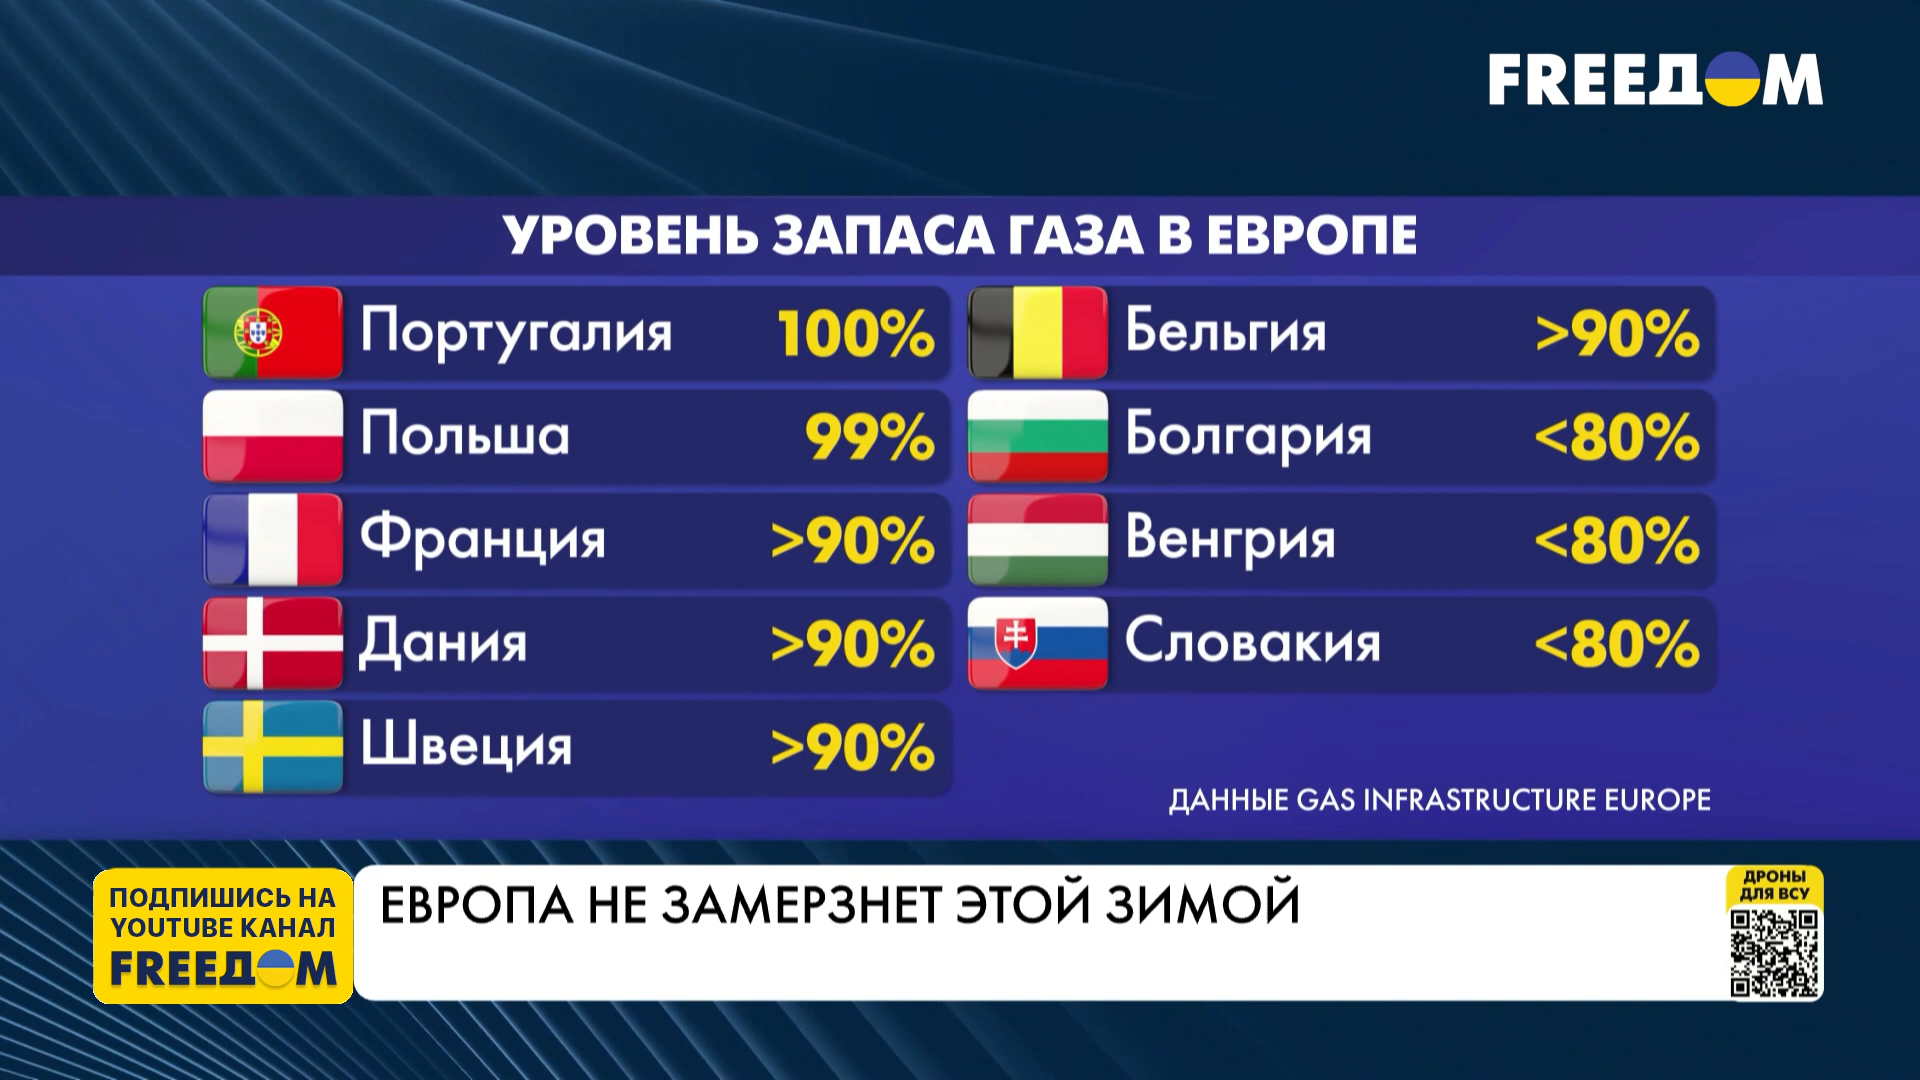 FREEДOM
УРОВЕНЬ ЗАПАСА ГАЗА В ЕВРОПЕ
Португалия 100%
Польша 99%
Франция >90%
Дания >90%
Швеция >90%
Бельгия >90%
Болгария <80%
Венгрия <80%
Словакия <80%
ДАННЫЕ GAS INFRASTRUCTURE EUROPE
ПОДПИШИСЬ НА
YOUTUBE КАНАЛ
FREEДOM
ЕВРОПА НЕ ЗАМЕРЗНЕТ ЭТОЙ ЗИМОЙ
ДРОНЫ
ДЛЯ ВСУ